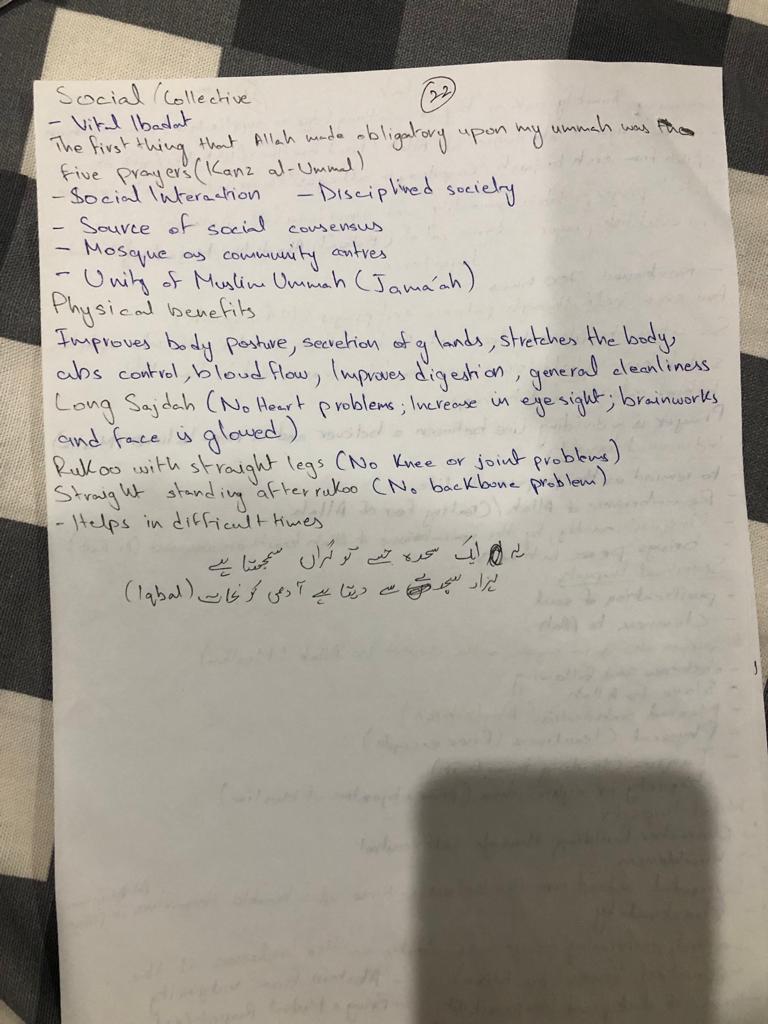 22
Social/Collective
- Vital Ibadat
The first thing that Allah made obligatory upon my ummah was the
five prayers (Kanz al-Ummal)
- Social Interaction - Disciplined society
- Source of social consensus
- Mosque as community centres
- Unity of Muslim Ummah (Jama'ah)
Physical benefits
Improves body posture, secretion of glands, stretches the body,
abs control, blood flow, Improves digestion, general cleanliness
Long Sajdah (No Heart problems; Increase in eye sight; brain works
and face is glowed)
Rukoo with straight legs (No Knee or joint problems)
Straight standing after rukoo (No backbone problem)
- Helps in difficult times
یہ ایک سجدہ جسے تو گراں سمجھتا ہے
ہزار سجدے سے دیتا ہے آدمی کو نجات (Iqbal)